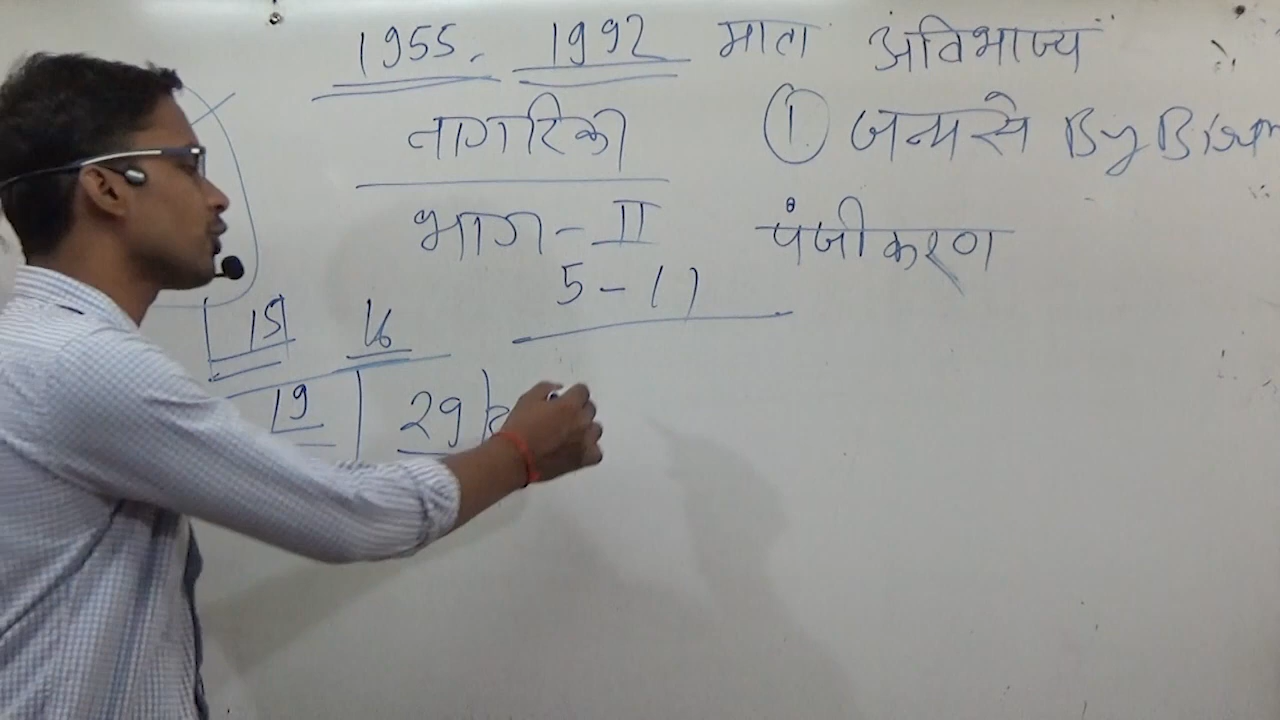 1955, 1992 माता अविभाज्य
नागरिका ① जन्म से By Birth
भाग - II पंजीकरण
5-11
15 16
19 29